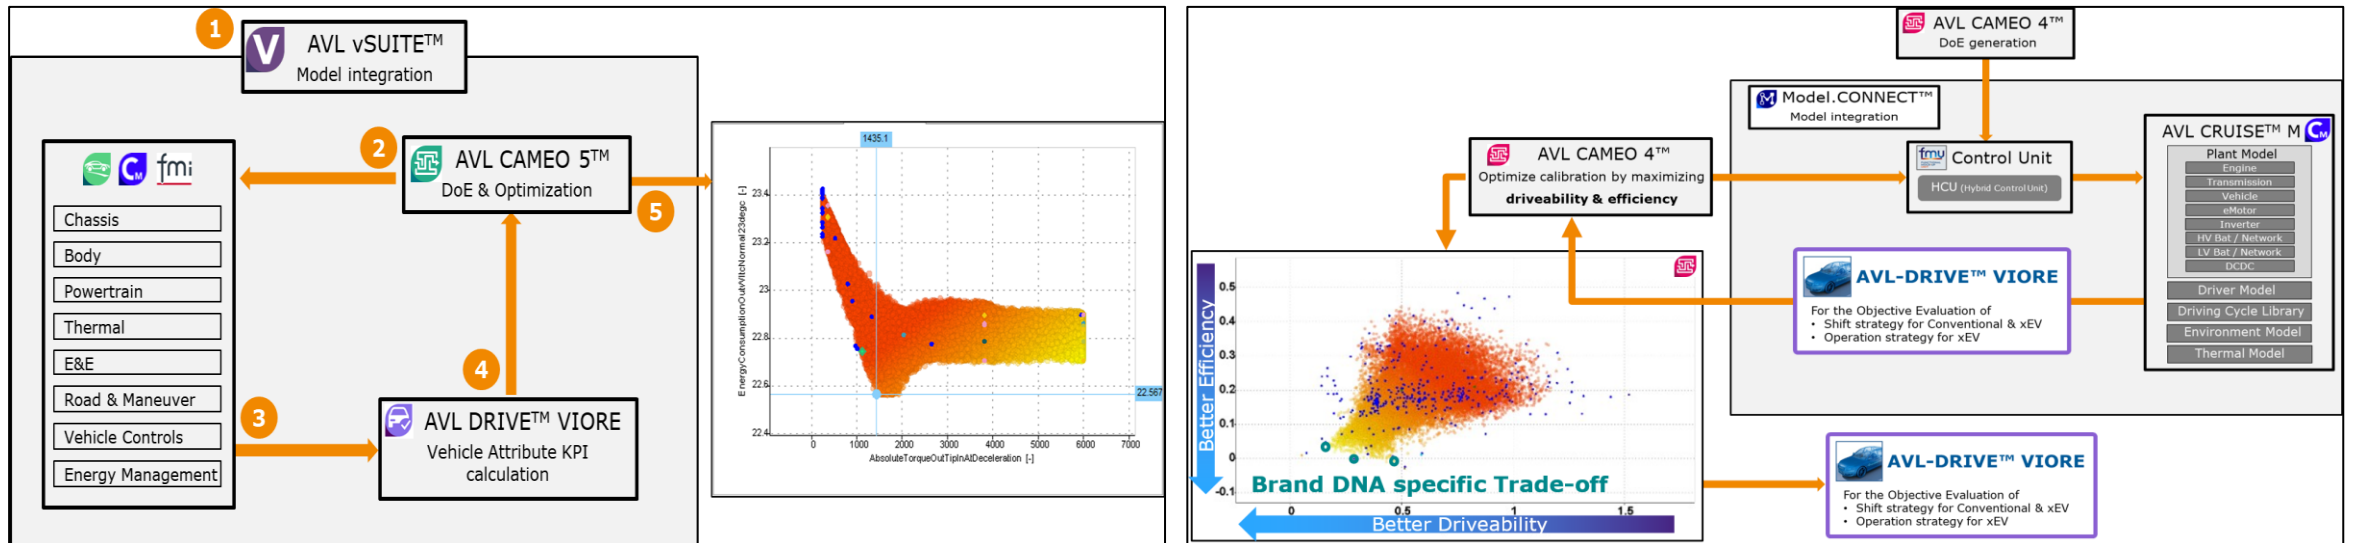 1
V
AVL vSUITE™
Model integration
fmi
Chassis
Body
Powertrain
Thermal
E&E
Road & Maneuver
Vehicle Controls
Energy Management
2
AVL CAMEO 5™
DoE & Optimization
5
3
4
AVL DRIVE™ VIORE
Vehicle Attribute KPI
calculation
1435.1
23.4
23.2
23
22.8
22.6
22.4
22.567
0 1000 2000 3000 4000 5000 6000 7000
AbsoluteTorqueOutTipInAtDeceleration [-]
AVL CAMEO 4™
DoE generation
Model.CONNECT™
Model integration
AVL CAMEO 4™
Optimize calibration by maximizing
driveability & efficiency
fmu
Control Unit
HCU (Hybrid Control Unit)
AVL CRUISE™ M
CM
Plant Model
Engine
Transmission
Vehicle
eMotor
Inverter
HV Bat / Network
LV Bat / Network
DCDC
Driver Model
Driving Cycle Library
Environment Model
Thermal Model
AVL-DRIVE™ VIORE
For the Objective Evaluation of
• Shift strategy for Conventional & xEV
• Operation strategy for xEV
Better Efficiency
0.5
0.4
0.3
0.2
0.1
0
-0.1
Brand DNA specific Trade-off
0 0.5 1 1.5
Better Driveability
AVL-DRIVE™ VIORE
For the Objective Evaluation of
• Shift strategy for Conventional & xEV
• Operation strategy for xEV